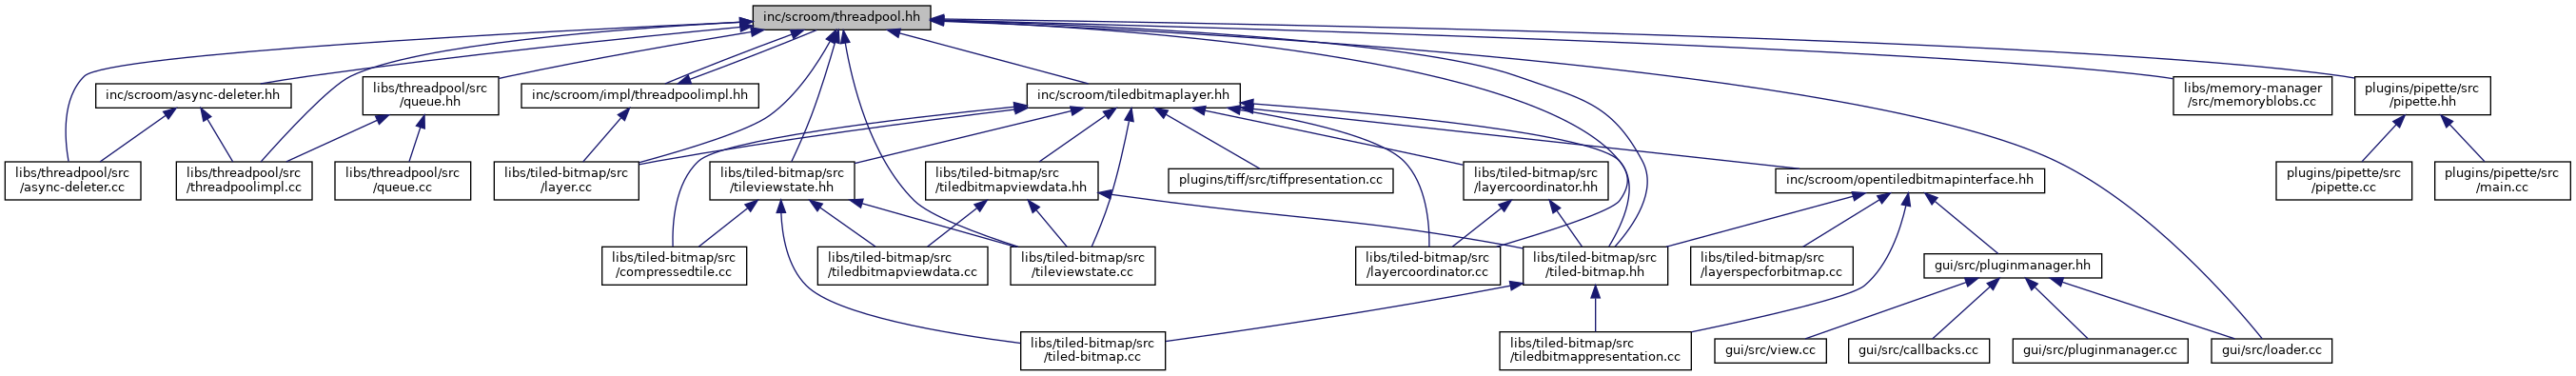 inc/scroom/threadpool.hh
inc/scroom/async-deleter.hh
libs/threadpool/src
/queue.hh
inc/scroom/impl/threadpoolimpl.hh
inc/scroom/tiledbitmaplayer.hh
libs/memory-manager
/src/memoryblobs.cc
plugins/pipette/src
/pipette.hh
libs/threadpool/src
/async-deleter.cc
libs/threadpool/src
/threadpoolimpl.cc
libs/threadpool/src
/queue.cc
libs/tiled-bitmap/src
/layer.cc
libs/tiled-bitmap/src
/tileviewstate.hh
libs/tiled-bitmap/src
/tiledbitmapviewdata.hh
plugins/tiff/src/tiffpresentation.cc
libs/tiled-bitmap/src
/layercoordinator.hh
inc/scroom/opentiledbitmapinterface.hh
plugins/pipette/src
/pipette.cc
plugins/pipette/src
/main.cc
libs/tiled-bitmap/src
/compressedtile.cc
libs/tiled-bitmap/src
/tiledbitmapviewdata.cc
libs/tiled-bitmap/src
/tileviewstate.cc
libs/tiled-bitmap/src
/layercoordinator.cc
libs/tiled-bitmap/src
/tiled-bitmap.hh
libs/tiled-bitmap/src
/layerspecforbitmap.cc
gui/src/pluginmanager.hh
libs/tiled-bitmap/src
/tiled-bitmap.cc
libs/tiled-bitmap/src
/tiledbitmappresentation.cc
gui/src/view.cc
gui/src/callbacks.cc
gui/src/pluginmanager.cc
gui/src/loader.cc